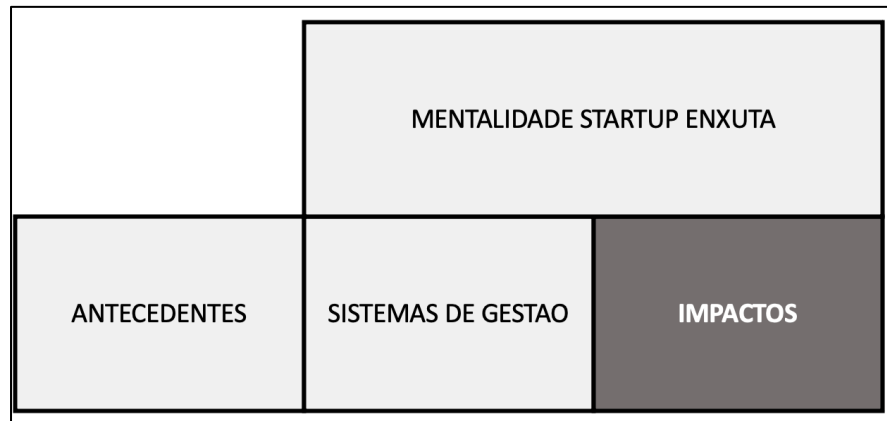 MENTALIDADE STARTUP ENXUTA
ANTECEDENTES
SISTEMAS DE GESTAO
IMPACTOS